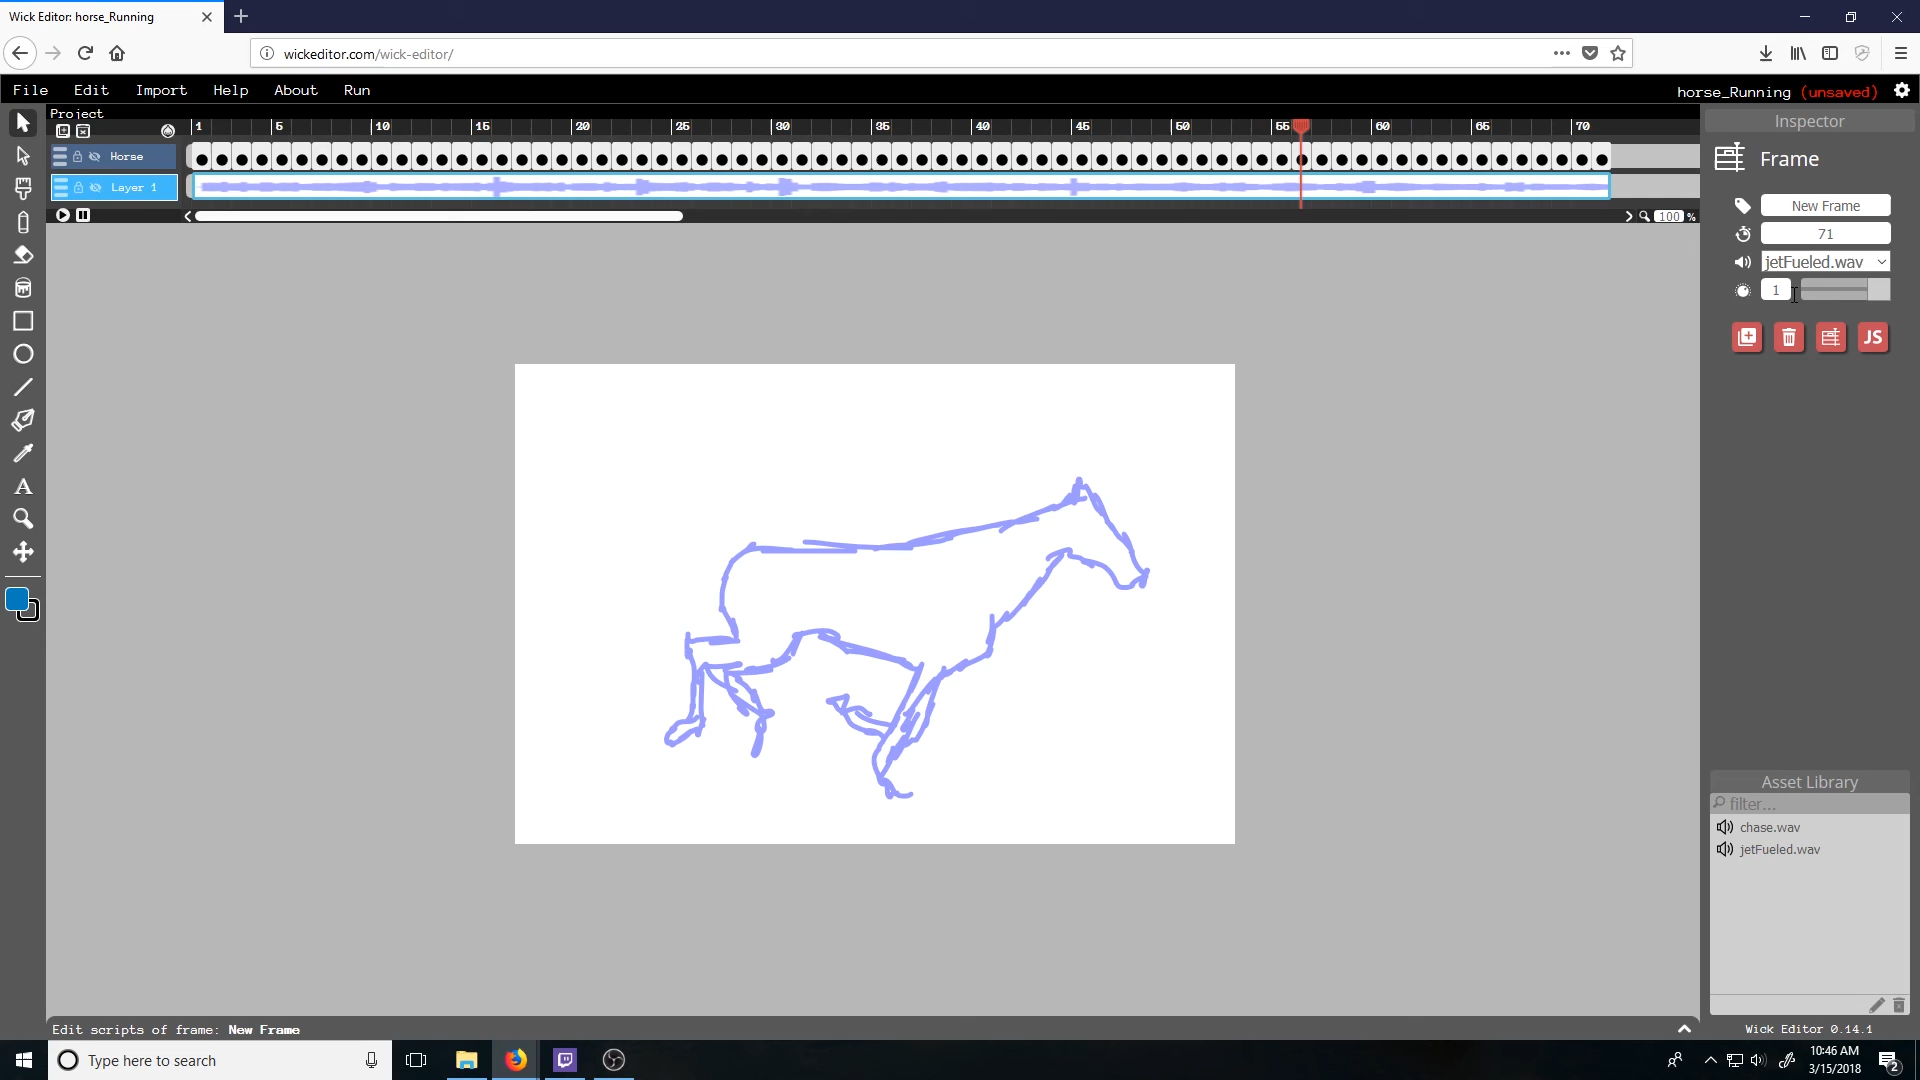 Wick Editor: horse_Running
wickeditor.com/wick-editor/
File Edit Import Help About Run
horse_Running (unsaved)
Project
1 5 10 15 20 25 30 35 40 45 50 55 60 65 70
Horse
Layer 1
100 %
Inspector
Frame
New Frame
71
jetFueled.wav
1
JS
Asset Library
filter...
chase.wav
jetFueled.wav
Edit scripts of frame: New Frame
Wick Editor 0.14.1
Type here to search
10:46 AM
3/15/2018
2